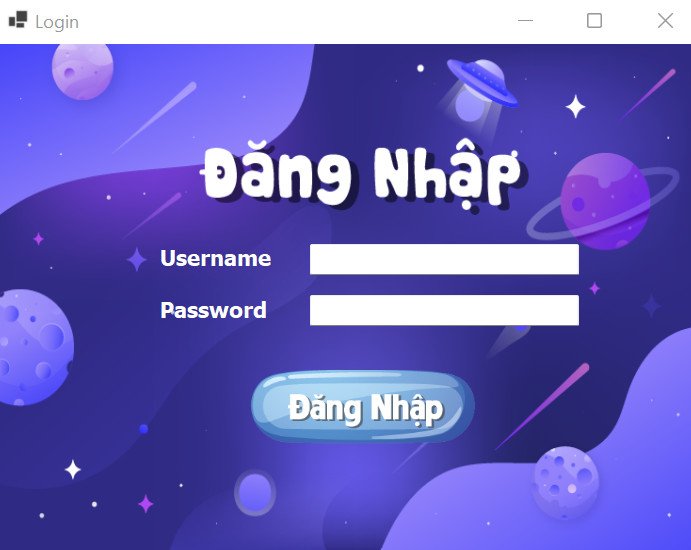 Login
Đăng Nhập
Username
Password
Đăng Nhập